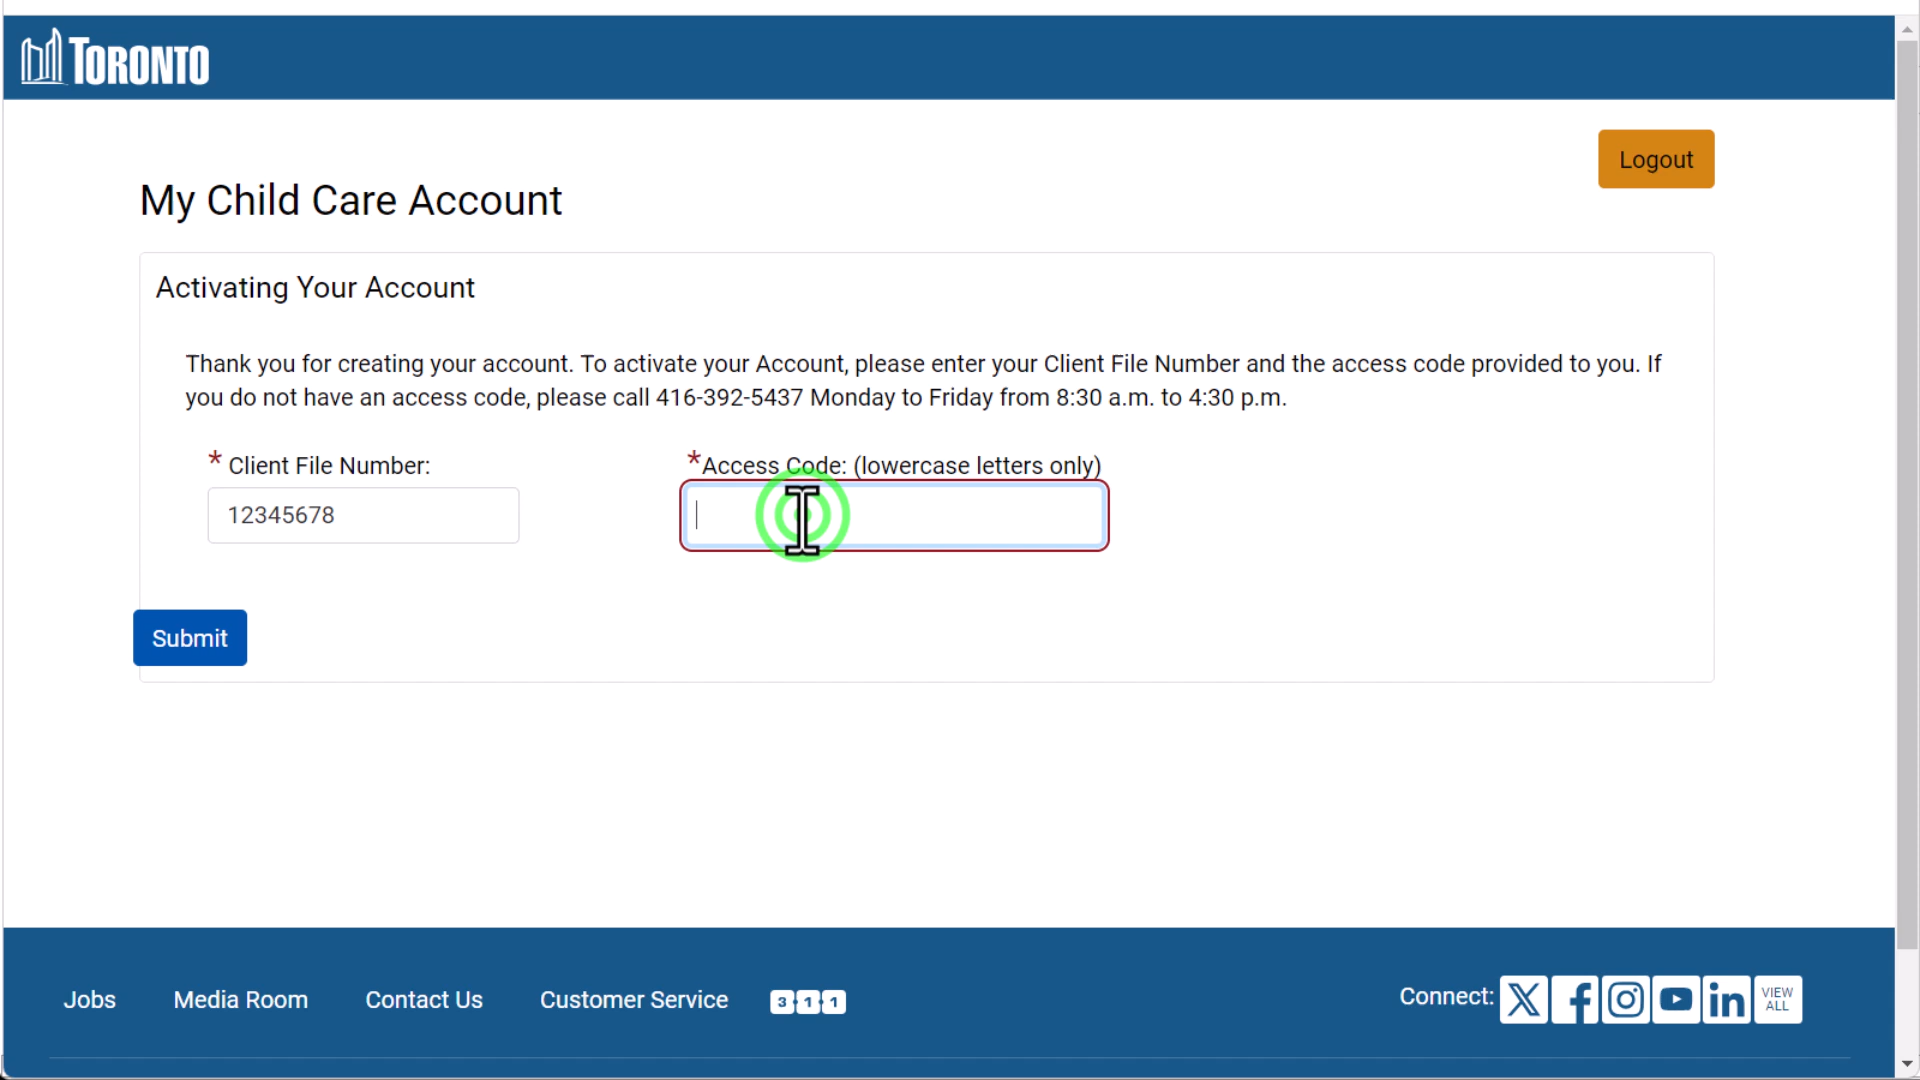 TORONTO
Logout
My Child Care Account
Activating Your Account
Thank you for creating your account. To activate your Account, please enter your Client File Number and the access code provided to you. If
you do not have an access code, please call 416-392-5437 Monday to Friday from 8:30 a.m. to 4:30 p.m.
* Client File Number:
*Access Code: (lowercase letters only)
12345678
Submit
Jobs
Media Room
Contact Us
Customer Service
311
Connect:
X
f
in
VIEW
ALL